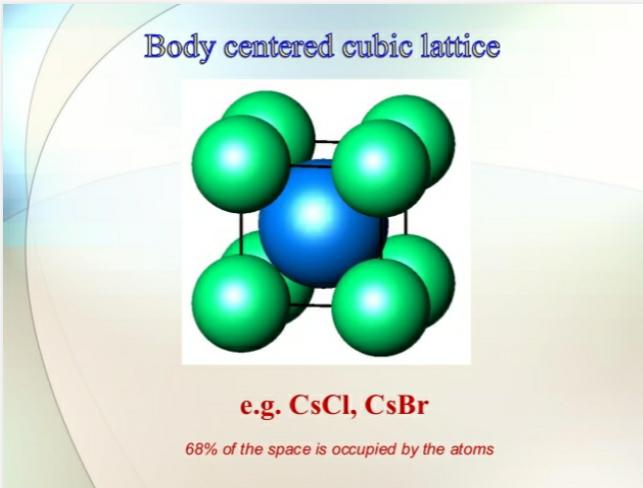 Body centered cubic lattice
e.g. CsCl, CsBr
68% of the space is occupied by the atoms